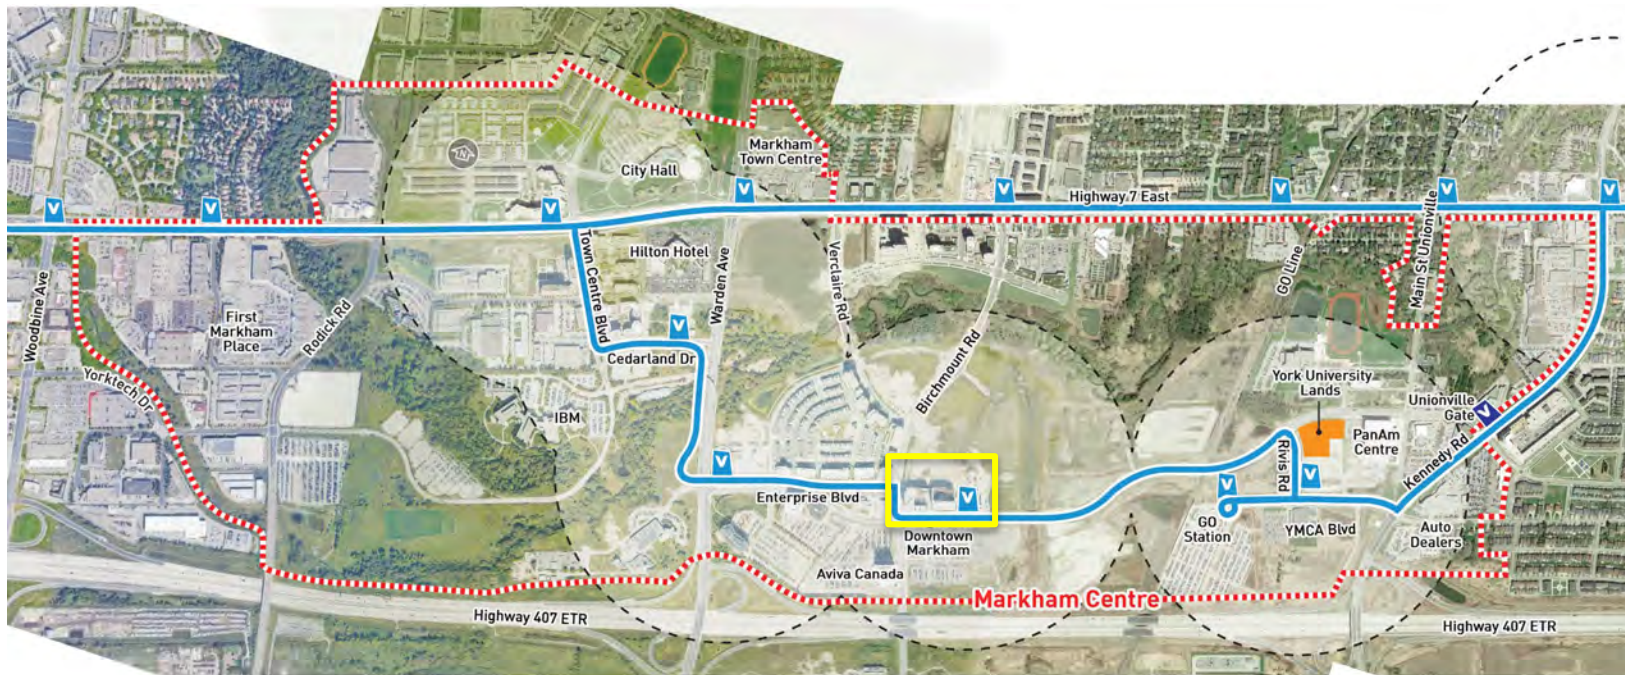 City Hall
Markham
Town Centre
Highway 7 East
Hilton Hotel
Town Centre Blvd
Warden Ave
Verclaire Rd
GO Line
Main St Unionville
Woodbine Ave
First
Markham
Place
Rodick Rd
Cedarland Dr
Birchmount Rd
Yorktech Dr
IBM
York University
Lands
Unionville
Gate
PanAm
Centre
Kennedy Rd
Rivis Rd
Enterprise Blvd
Downtown
Markham
GO
Station
YMCA Blvd
Auto
Dealers
Aviva Canada
Markham Centre
Highway 407 ETR
Highway 407 ETR
V
V
V
V
V
V
V
V
V
V
V
V
V
V